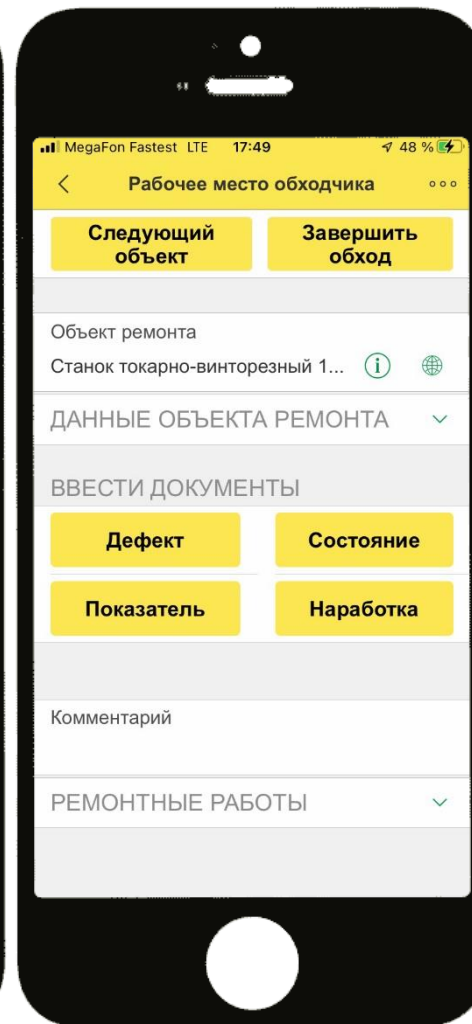 MegaFon Fastest LTE 17:49 48 %
Рабочее место обходчика
Следующий
объект
Завершить
обход
Объект ремонта
Станок токарно-винторезный 1...
ДАННЫЕ ОБЪЕКТА РЕМОНТА
ВВЕСТИ ДОКУМЕНТЫ
Дефект
Состояние
Показатель
Наработка
Комментарий
РЕМОНТНЫЕ РАБОТЫ